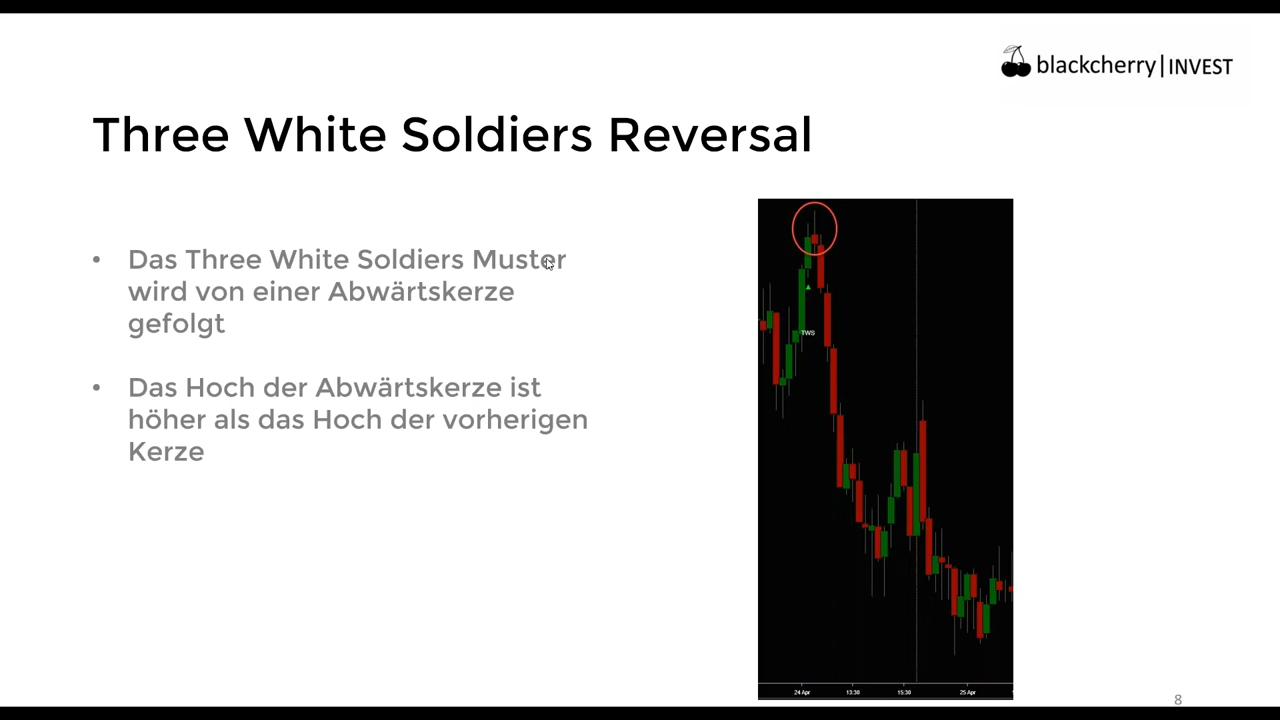 blackcherry|INVEST
Three White Soldiers Reversal
• Das Three White Soldiers Muster
wird von einer Abwärtskerze
gefolgt
• Das Hoch der Abwärtskerze ist
höher als das Hoch der vorherigen
Kerze
TWS
24 Apr 13:30 15:30 25 Apr
8